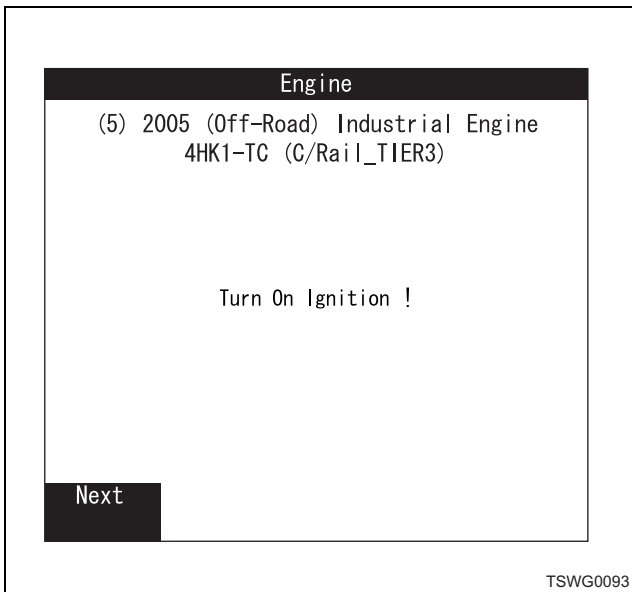 Engine
(5) 2005 (Off-Road) Industrial Engine
4HK1-TC (C/Rail_TIER3)
Turn On Ignition !
Next
TSWG0093